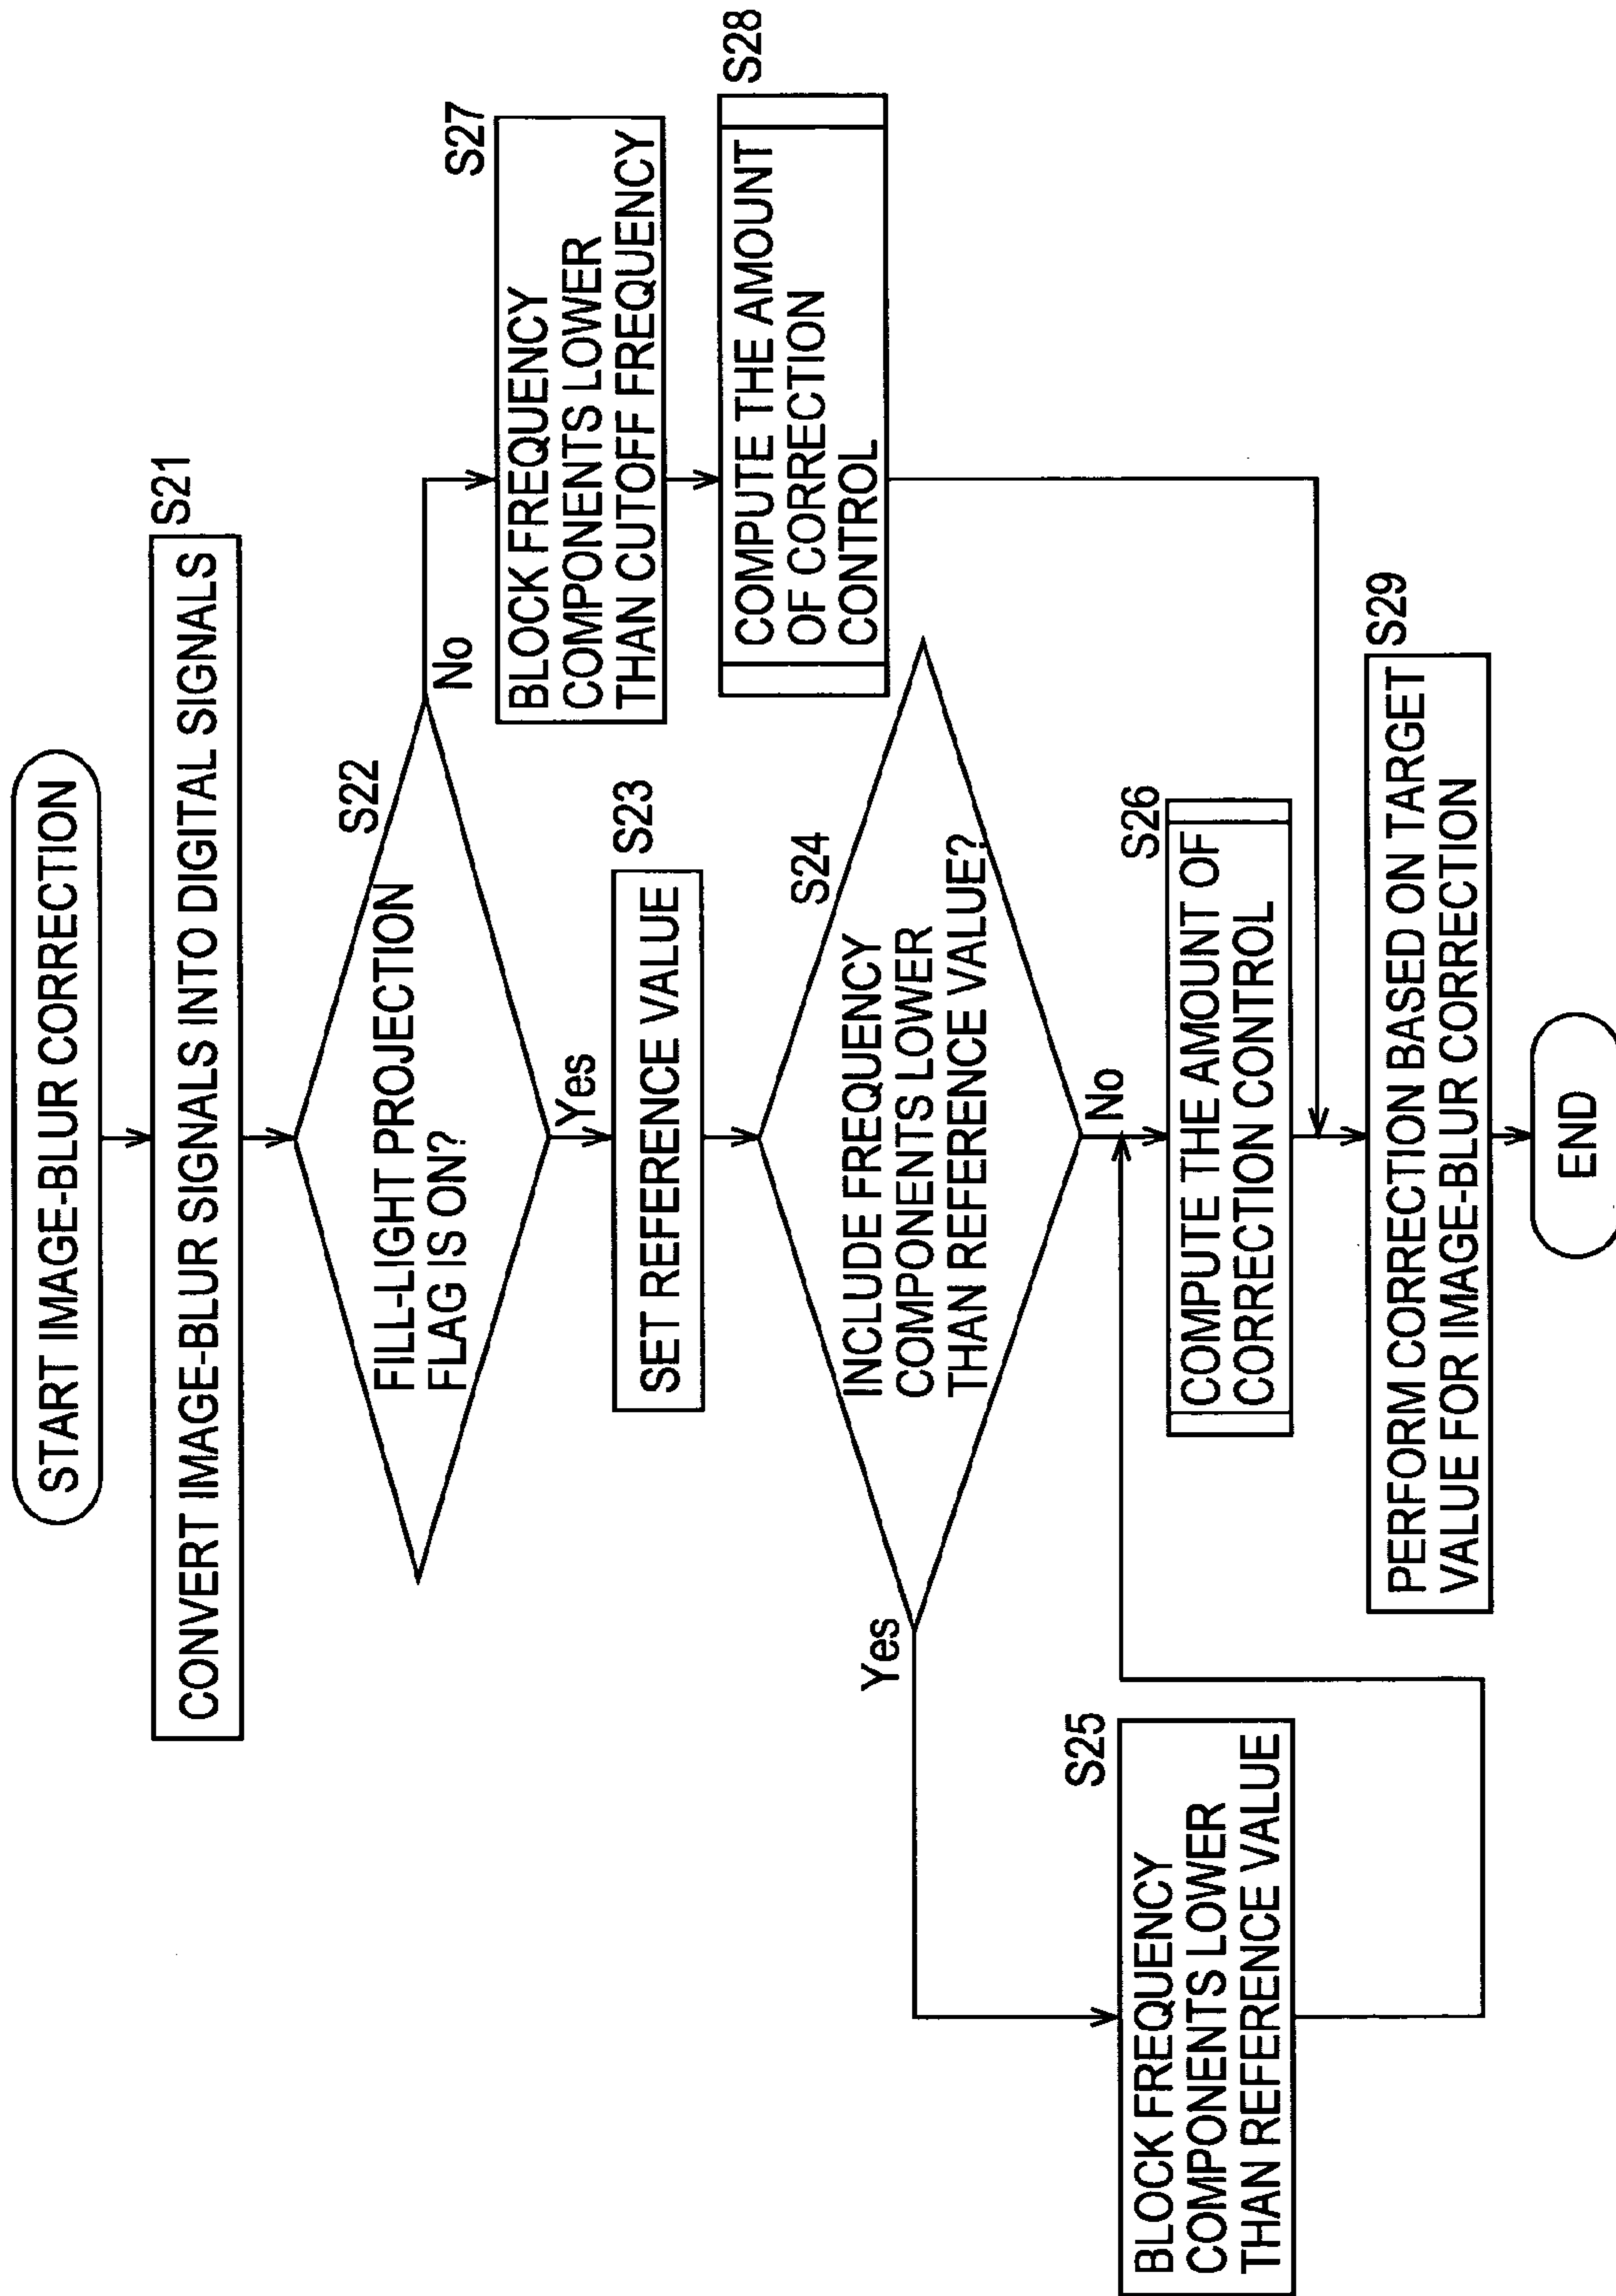 START IMAGE-BLUR CORRECTION
S21
CONVERT IMAGE-BLUR SIGNALS INTO DIGITAL SIGNALS
S22
FILL-LIGHT PROJECTION
FLAG IS ON?
No
Yes
S23
SET REFERENCE VALUE
S27
BLOCK FREQUENCY
COMPONENTS LOWER
THAN CUTOFF FREQUENCY
S28
COMPUTE THE AMOUNT
OF CORRECTION
CONTROL
S24
INCLUDE FREQUENCY
COMPONENTS LOWER
THAN REFERENCE VALUE?
Yes
No
S25
BLOCK FREQUENCY
COMPONENTS LOWER
THAN REFERENCE VALUE
S26
COMPUTE THE AMOUNT OF
CORRECTION CONTROL
S29
PERFORM CORRECTION BASED ON TARGET
VALUE FOR IMAGE-BLUR CORRECTION
END